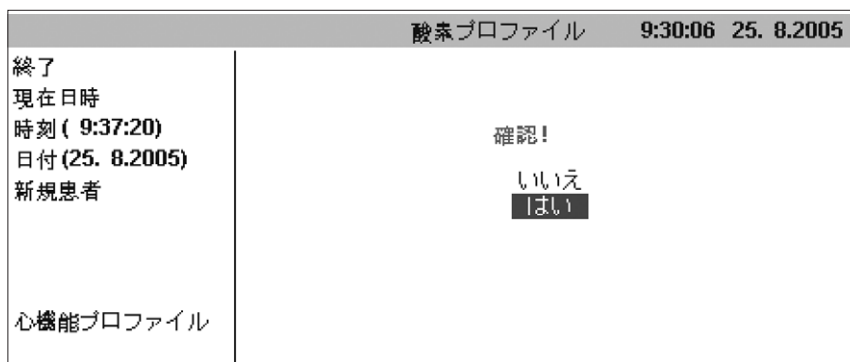 酸素プロファイル 9:30:06 25. 8.2005
終了
現在日時
時刻( 9:37:20)
日付(25. 8.2005)
新規患者
心機能プロファイル
確認!
いいえ
はい